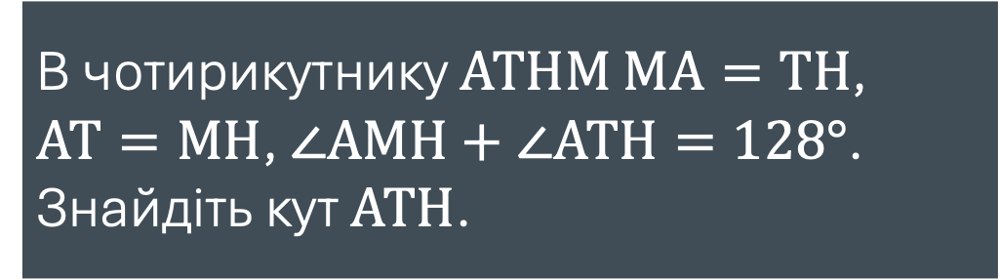 В чотирикутнику ATHM MA = TH,
AT = MH, ∠AMH + ∠ATH = 128°.
Знайдіть кут ATH.